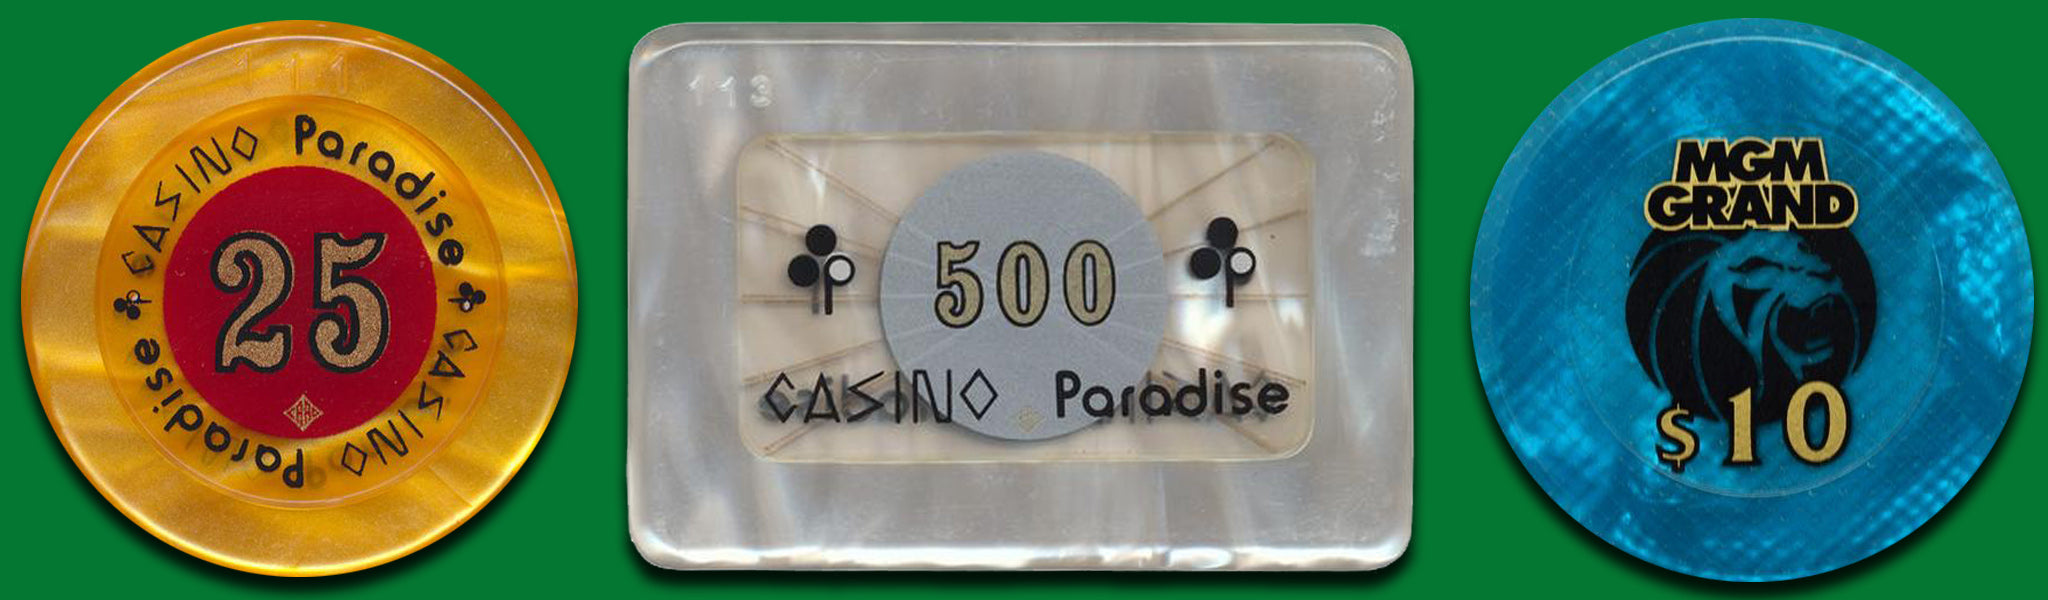 111
CASINO Paradise
25
CASINO Paradise
113
500
CASINO Paradise
MGM
GRAND
$10